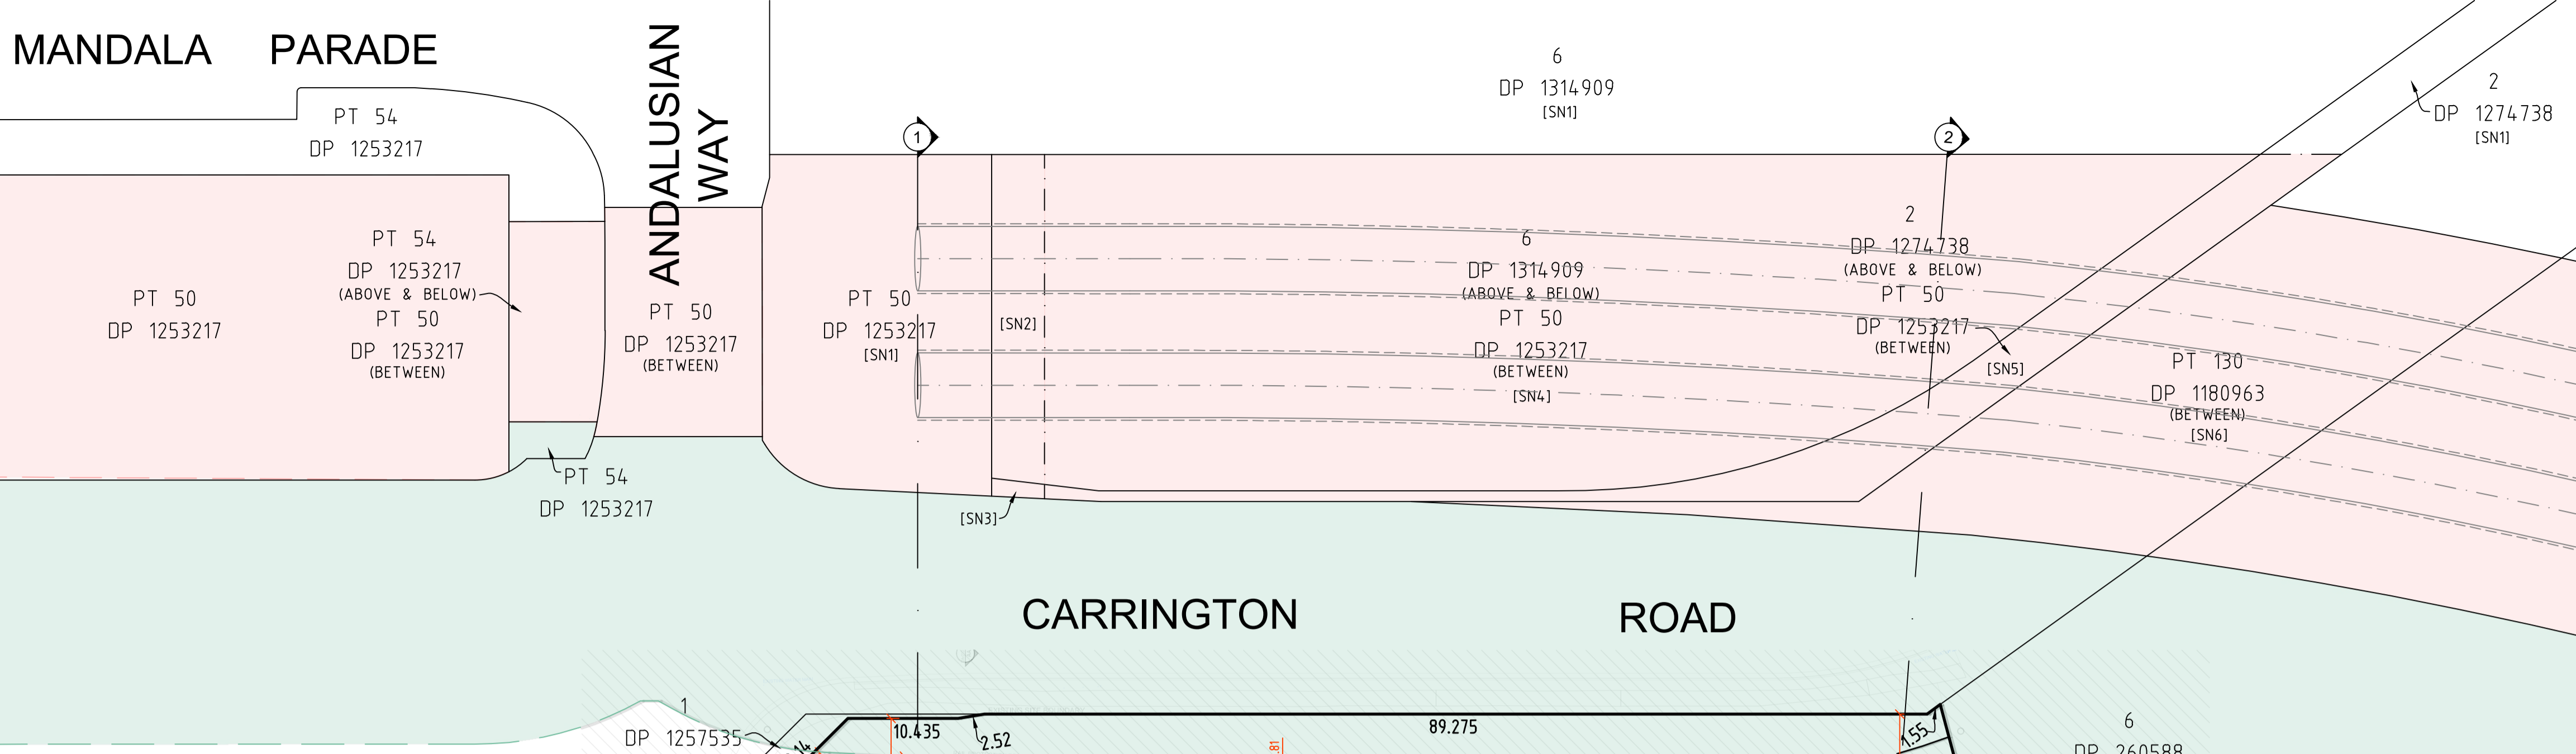 MANDALA PARADE
ANDALUSIAN
WAY
PT 54
DP 1253217
6
DP 1314909
[SN1]
2
DP 1274738
[SN1]
1
2
PT 50
DP 1253217
PT 54
DP 1253217
(ABOVE & BELOW)
PT 50
DP 1253217
(BETWEEN)
PT 50
DP 1253217
(BETWEEN)
PT 50
DP 1253217
[SN1]
[SN2]
6
DP 1314909
(ABOVE & BELOW)
PT 50
DP 1253217
(BETWEEN)
[SN4]
2
DP 1274738
(ABOVE & BELOW)
PT 50
DP 1253217
(BETWEEN)
[SN5]
PT 130
DP 1180963
(BETWEEN)
[SN6]
PT 54
DP 1253217
[SN3]
CARRINGTON ROAD
1
DP 1257535
10.435
2.52
89.275
1.55
6
DP 260588